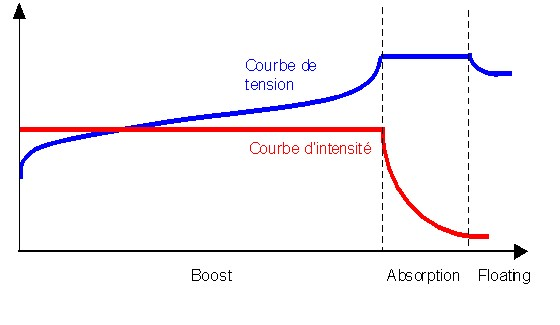 Courbe de
tension
Courbe d'intensité
Boost
Absorption
Floating